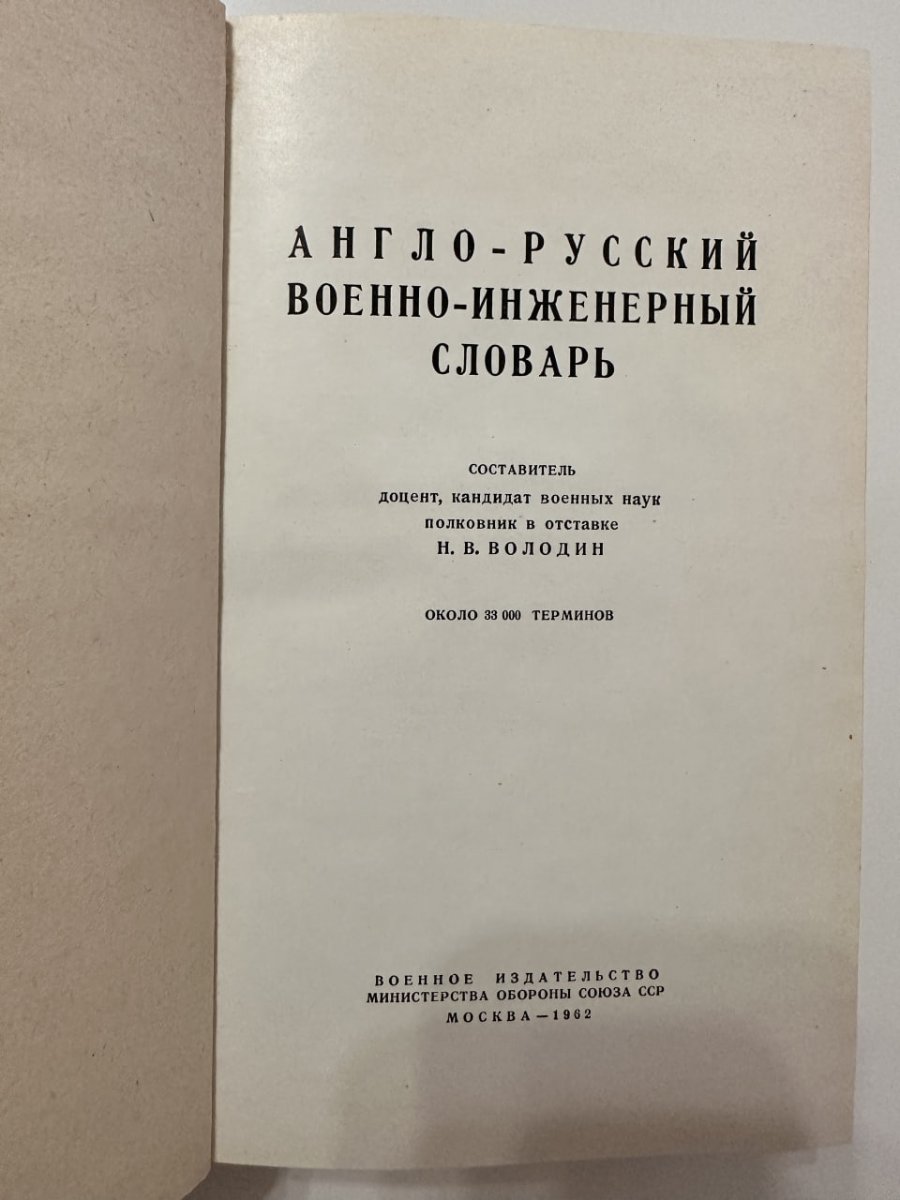 АНГЛО-РУССКИЙ
ВОЕННО-ИНЖЕНЕРНЫЙ
СЛОВАРЬ
СОСТАВИТЕЛЬ
доцент, кандидат военных наук
полковник в отставке
Н. В. ВОЛОДИН
ОКОЛО 33 000 ТЕРМИНОВ
ВОЕННОЕ ИЗДАТЕЛЬСТВО
МИНИСТЕРСТВА ОБОРОНЫ СОЮЗА ССР
МОСКВА — 1962